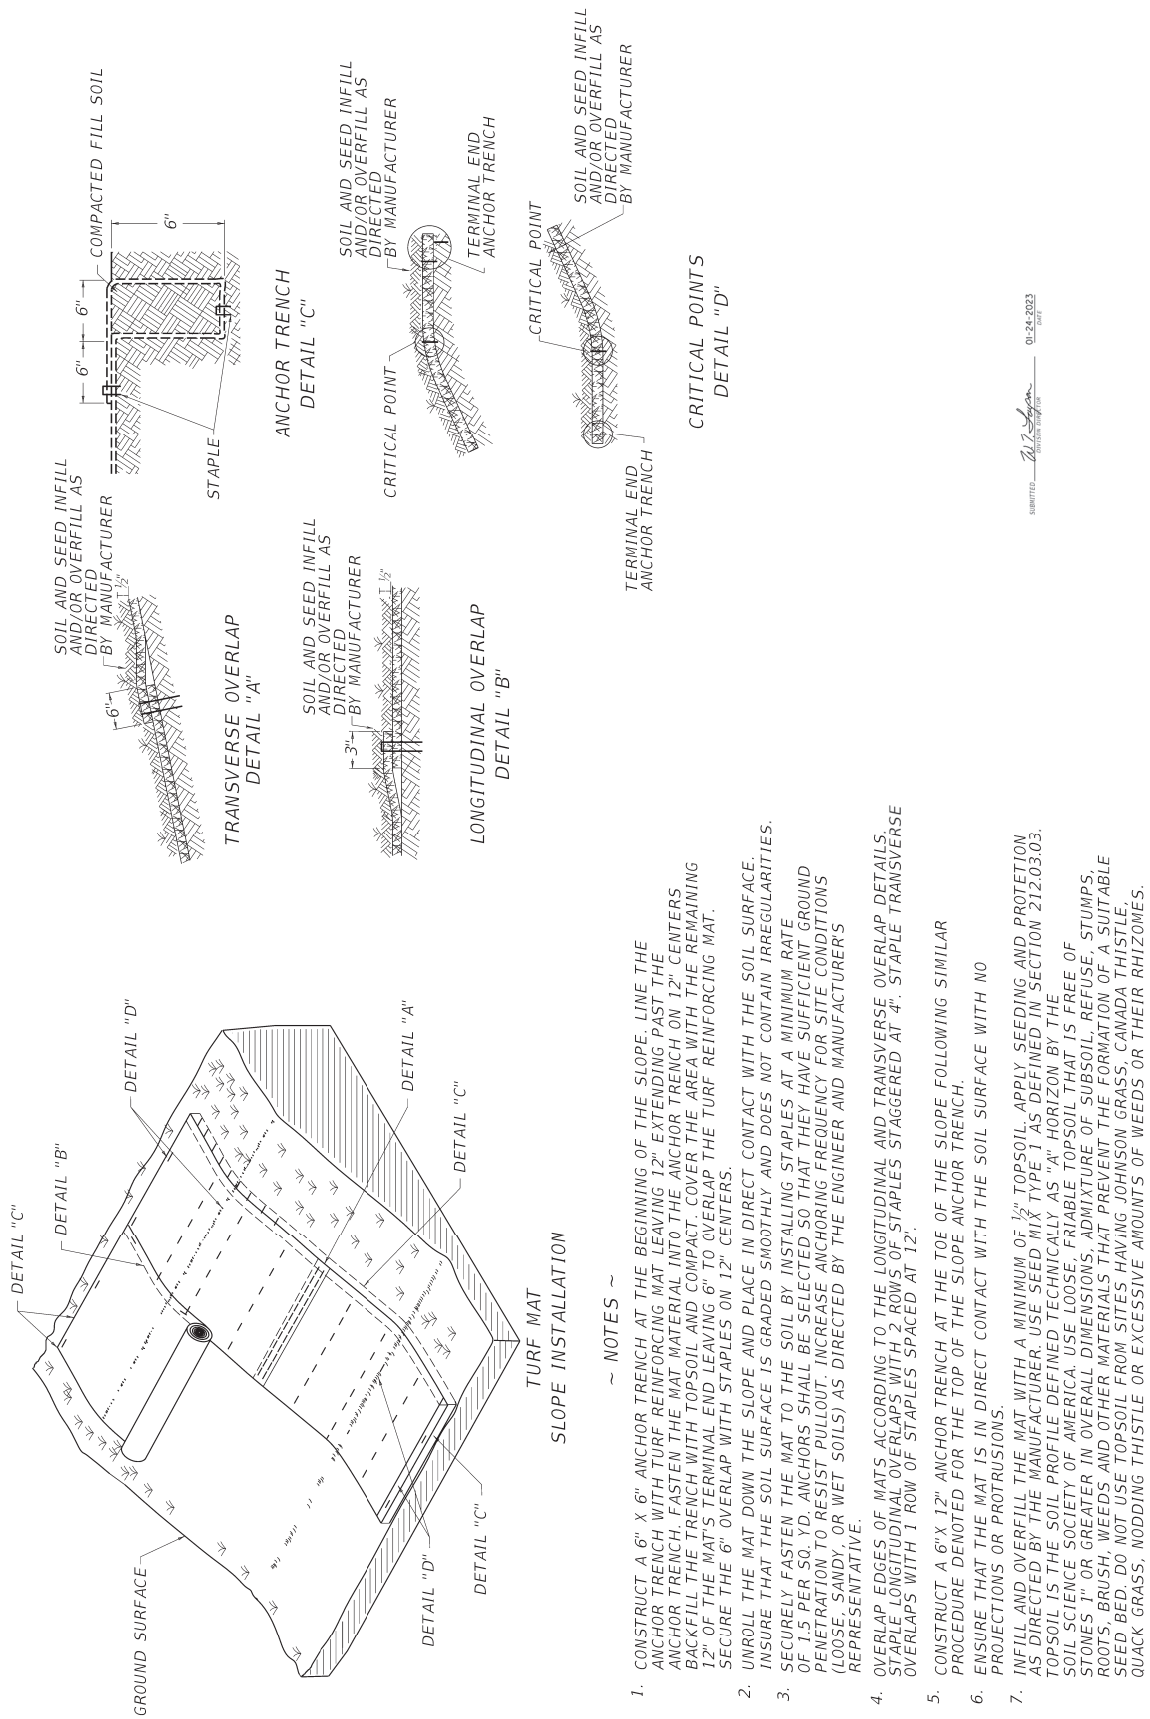 DETAIL "C"
DETAIL "B"
DETAIL "D"
GROUND SURFACE
DETAIL "A"
DETAIL "C"
DETAIL "D"
DETAIL "C"
TURF MAT
SLOPE INSTALLATION
SOIL AND SEED INFILL
AND/OR OVERFILL AS
DIRECTED
BY MANUFACTURER
1/2"
6"
TRANSVERSE OVERLAP
DETAIL "A"
SOIL AND SEED INFILL
AND/OR OVERFILL AS
DIRECTED
BY MANUFACTURER
1/2"
3"
LONGITUDINAL OVERLAP
DETAIL "B"
COMPACTED FILL SOIL
6"
6"
6"
STAPLE
ANCHOR TRENCH
DETAIL "C"
SOIL AND SEED INFILL
AND/OR OVERFILL AS
DIRECTED
BY MANUFACTURER
CRITICAL POINT
TERMINAL END
ANCHOR TRENCH
CRITICAL POINT
SOIL AND SEED INFILL
AND/OR OVERFILL AS
DIRECTED
BY MANUFACTURER
TERMINAL END
ANCHOR TRENCH
CRITICAL POINTS
DETAIL "D"
~ NOTES ~
1. CONSTRUCT A 6" X 6" ANCHOR TRENCH AT THE BEGINNING OF THE SLOPE. LINE THE
ANCHOR TRENCH WITH TURF REINFORCING MAT LEAVING 12" EXTENDING PAST THE
ANCHOR TRENCH. FASTEN THE MAT MATERIAL INTO THE ANCHOR TRENCH ON 12" CENTERS
BACKFILL THE TRENCH WITH TOPSOIL AND COMPACT. COVER THE AREA WITH THE REMAINING
12" OF THE MAT'S TERMINAL END LEAVING 6" TO OVERLAP THE TURF REINFORCING MAT.
SECURE THE 6" OVERLAP WITH STAPLES ON 12" CENTERS.
2. UNROLL THE MAT DOWN THE SLOPE AND PLACE IN DIRECT CONTACT WITH THE SOIL SURFACE.
INSURE THAT THE SOIL SURFACE IS GRADED SMOOTHLY AND DOES NOT CONTAIN IRREGULARITIES.
3. SECURELY FASTEN THE MAT TO THE SOIL BY INSTALLING STAPLES AT A MINIMUM RATE
OF 1.5 PER SQ. YD. ANCHORS SHALL BE SELECTED SO THAT THEY HAVE SUFFICIENT GROUND
PENETRATION TO RESIST PULLOUT. INCREASE ANCHORING FREQUENCY FOR SITE CONDITIONS
(LOOSE, SANDY, OR WET SOILS) AS DIRECTED BY THE ENGINEER AND MANUFACTURER'S
REPRESENTATIVE.
4. OVERLAP EDGES OF MATS ACCORDING TO THE LONGITUDINAL AND TRANSVERSE OVERLAP DETAILS.
STAPLE LONGITUDINAL OVERLAPS WITH 2 ROWS OF STAPLES STAGGERED AT 4". STAPLE TRANSVERSE
OVERLAPS WITH 1 ROW OF STAPLES SPACED AT 12".
5. CONSTRUCT A 6"X 12" ANCHOR TRENCH AT THE TOE OF THE SLOPE FOLLOWING SIMILAR
PROCEDURE DENOTED FOR THE TOP OF THE SLOPE ANCHOR TRENCH.
6. ENSURE THAT THE MAT IS IN DIRECT CONTACT WITH THE SOIL SURFACE WITH NO
PROJECTIONS OR PROTRUSIONS.
7. INFILL AND OVERFILL THE MAT WITH A MINIMUM OF 1/2" TOPSOIL. APPLY SEEDING AND PROTETION
AS DIRECTED BY THE MANUFACTURER. USE SEED MIX TYPE 1 AS DEFINED IN SECTION 212.03.03.
TOPSOIL IS THE SOIL PROFILE DEFINED TECHNICALLY AS "A" HORIZON BY THE
SOIL SCIENCE SOCIETY OF AMERICA. USE LOOSE, FRIABLE TOPSOIL THAT IS FREE OF
STONES 1" OR GREATER IN OVERALL DIMENSIONS, ADMIXTURE OF SUBSOIL, REFUSE, STUMPS,
ROOTS, BRUSH, WEEDS AND OTHER MATERIALS THAT PREVENT THE FORMATION OF A SUITABLE
SEED BED. DO NOT USE TOPSOIL FROM SITES HAVING JOHNSON GRASS, CANADA THISTLE,
QUACK GRASS, NODDING THISTLE OR EXCESSIVE AMOUNTS OF WEEDS OR THEIR RHIZOMES.
SUBMITTED 01-24-2023
DIVISION DIRECTOR DATE